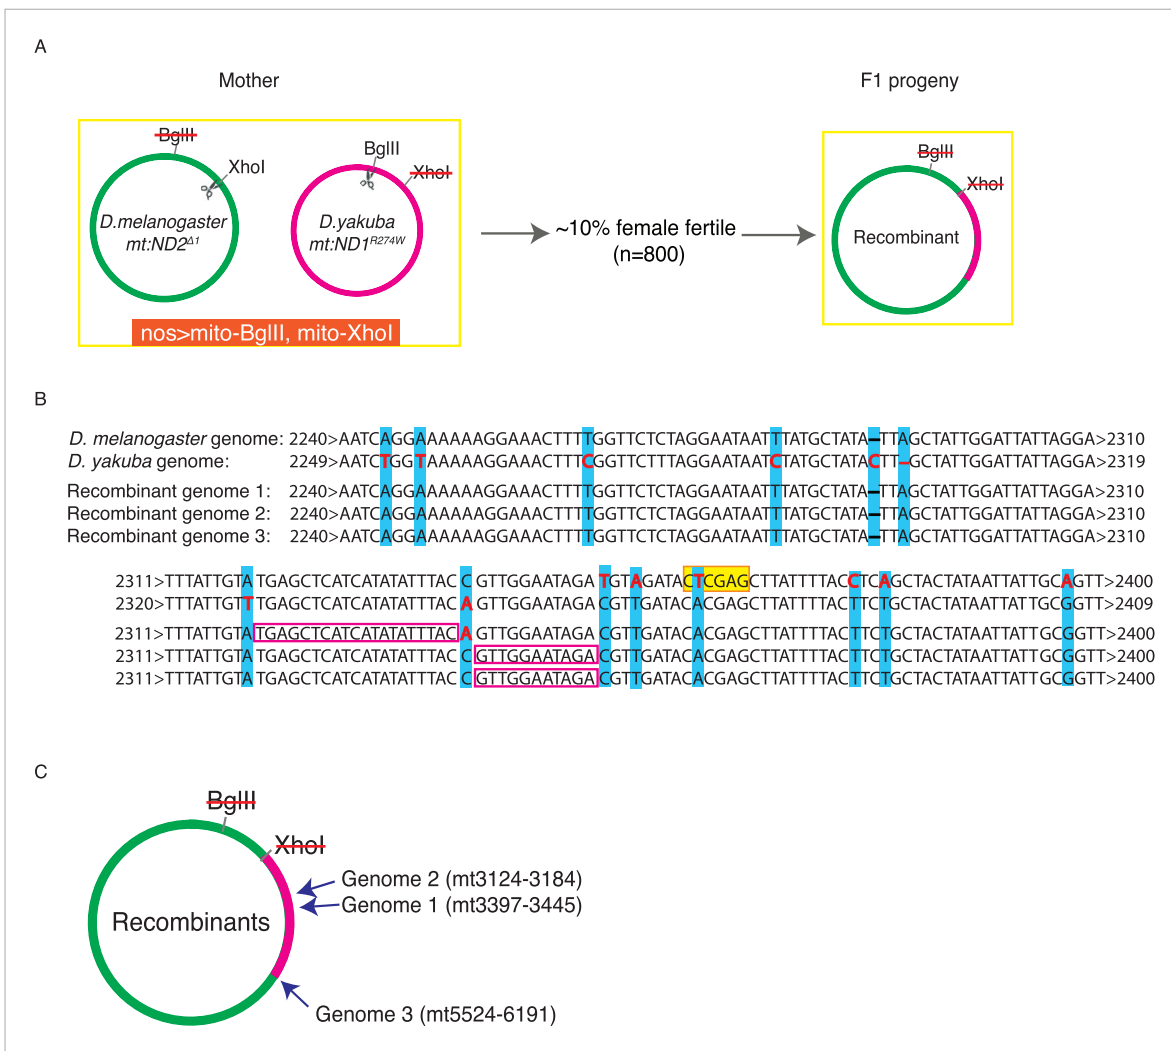 A
Mother
F1 progeny
BglII
XhoI
D.melanogaster
mt:ND2Δ1
BglII
XhoI
D.yakuba
mt:ND1R274W
nos>mito-BglII, mito-XhoI
~10% female fertile
(n=800)
BglII
XhoI
Recombinant
B
D. melanogaster genome: 2240>AATCAGGAAAAAAGGAAACTTTTGGTTCTCTAGGAATAATTTATGCTATA–TTAGCTATTGGATTATTAGGA>2310
D. yakuba genome: 2249>AATCTGGTAAAAAGGAAACTTTCGGTTCTTTAGGAATAATCTATGCTATACTT–GCTATTGGATTATTAGGA>2319
Recombinant genome 1: 2240>AATCAGGAAAAAAGGAAACTTTTGGTTCTCTAGGAATAATTTATGCTATA–TTAGCTATTGGATTATTAGGA>2310
Recombinant genome 2: 2240>AATCAGGAAAAAAGGAAACTTTTGGTTCTCTAGGAATAATTTATGCTATA–TTAGCTATTGGATTATTAGGA>2310
Recombinant genome 3: 2240>AATCAGGAAAAAAGGAAACTTTTGGTTCTCTAGGAATAATTTATGCTATA–TTAGCTATTGGATTATTAGGA>2310
2311>TTTATTGTATGAGCTCATCATATATTTACCGTTGGAATAGATGTAGATACTCGAGCTTATTTTACCTCAGCTACTATAATTATTGCAGTT>2400
2320>TTTATTGTTTGAGCTCATCATATATTTACAGTTGGAATAGACGTTGATACACGAGCTTATTTTACTTCTGCTACTATAATTATTGCGGTT>2409
2311>TTTATTGTATGAGCTCATCATATATTTACAGTTGGAATAGACGTTGATACACGAGCTTATTTTACTTCTGCTACTATAATTATTGCGGTT>2400
2311>TTTATTGTATGAGCTCATCATATATTTACCGTTGGAATAGACGTTGATACACGAGCTTATTTTACTTCTGCTACTATAATTATTGCGGTT>2400
2311>TTTATTGTATGAGCTCATCATATATTTACCGTTGGAATAGACGTTGATACACGAGCTTATTTTACTTCTGCTACTATAATTATTGCGGTT>2400
C
BglII
XhoI
Genome 2 (mt3124-3184)
Genome 1 (mt3397-3445)
Recombinants
Genome 3 (mt5524-6191)